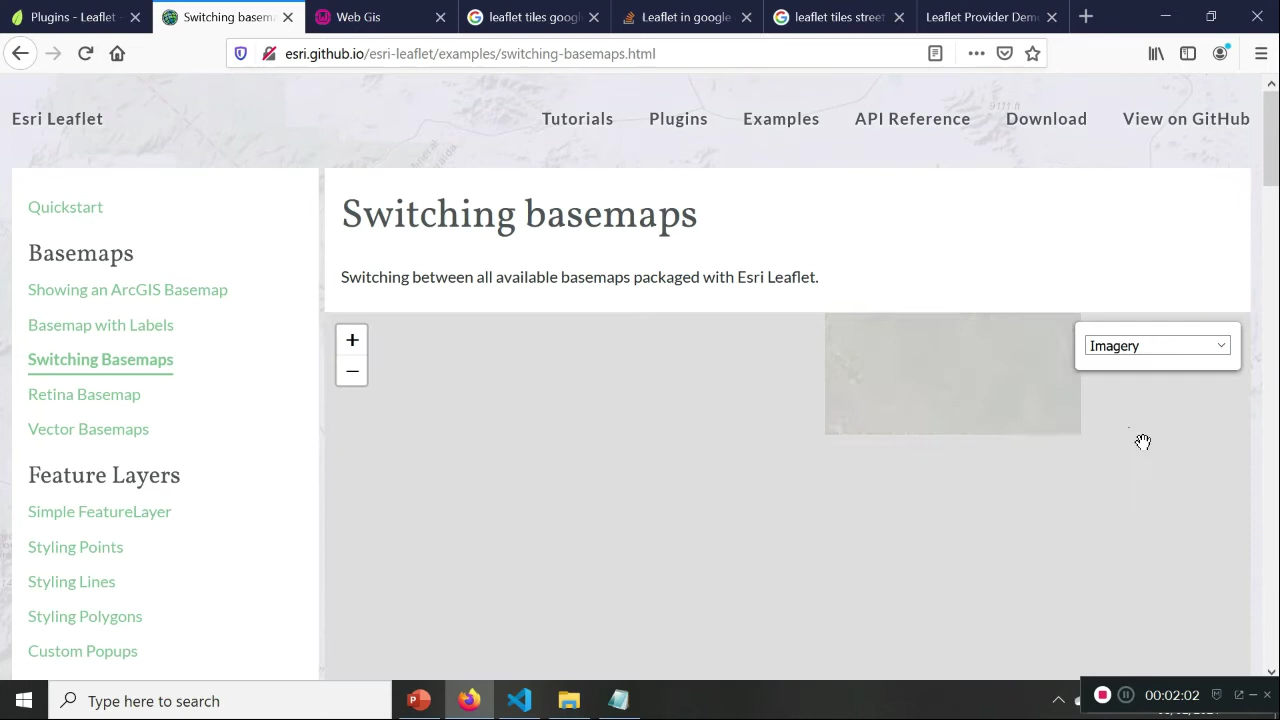 Plugins - Leaflet
Switching basem
Web Gis
leaflet tiles googl
Leaflet in google
leaflet tiles street
Leaflet Provider Dem
esri.github.io/esri-leaflet/examples/switching-basemaps.html
Esri Leaflet
Tutorials
Plugins
Examples
API Reference
Download
View on GitHub
Quickstart
Basemaps
Showing an ArcGIS Basemap
Basemap with Labels
Switching Basemaps
Retina Basemap
Vector Basemaps
Feature Layers
Simple FeatureLayer
Styling Points
Styling Lines
Styling Polygons
Custom Popups
Switching basemaps
Switching between all available basemaps packaged with Esri Leaflet.
+
−
Imagery
Type here to search
00:02:02